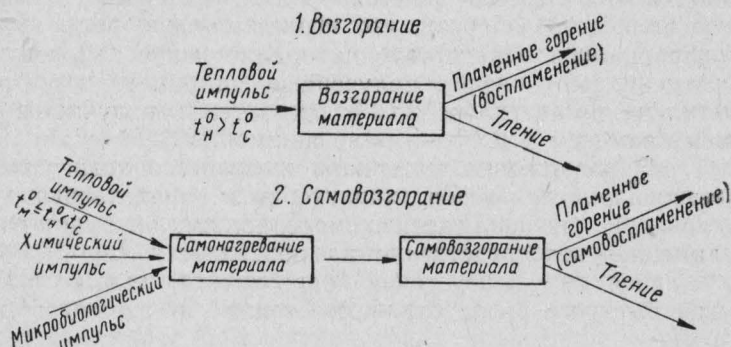 1. Возгорание
Тепловой
импульс
t°н > t°с
Возгорание
материала
Пламенное горение
(воспламенение)
Тление
2. Самовозгорание
Тепловой
импульс
t°м ≤ t°н < t°с
Химический
импульс
Микробиологический
импульс
Самонагревание
материала
Самовозгорание
материала
Пламенное
горение
(самовоспламенение)
Тление